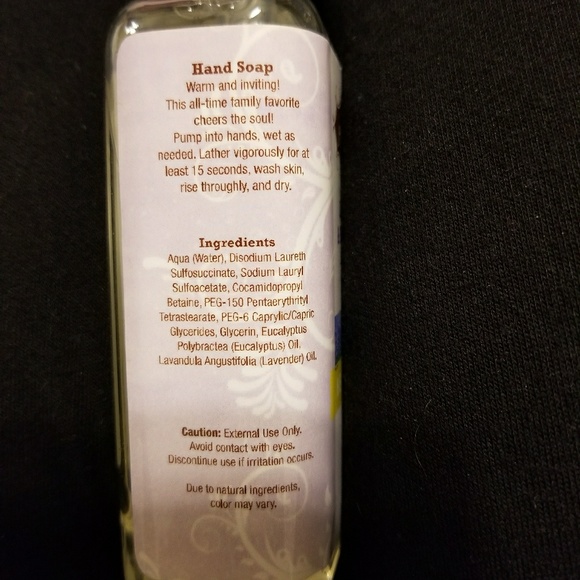 Hand Soap
Warm and inviting!
This all-time family favorite
cheers the soul!
Pump into hands, wet as
needed. Lather vigorously for at
least 15 seconds, wash skin,
rise throughly, and dry.
Ingredients
Aqua (Water), Disodium Laureth
Sulfosuccinate, Sodium Lauryl
Sulfoacetate, Cocamidopropyl
Betaine, PEG-150 Pentaerythrityl
Tetrastearate, PEG-6 Caprylic/Capric
Glycerides, Glycerin, Eucalyptus
Polybractea (Eucalyptus) Oil,
Lavandula Angustifolia (Lavender) Oil.
Caution: External Use Only.
Avoid contact with eyes.
Discontinue use if irritation occurs.
Due to natural ingredients,
color may vary.